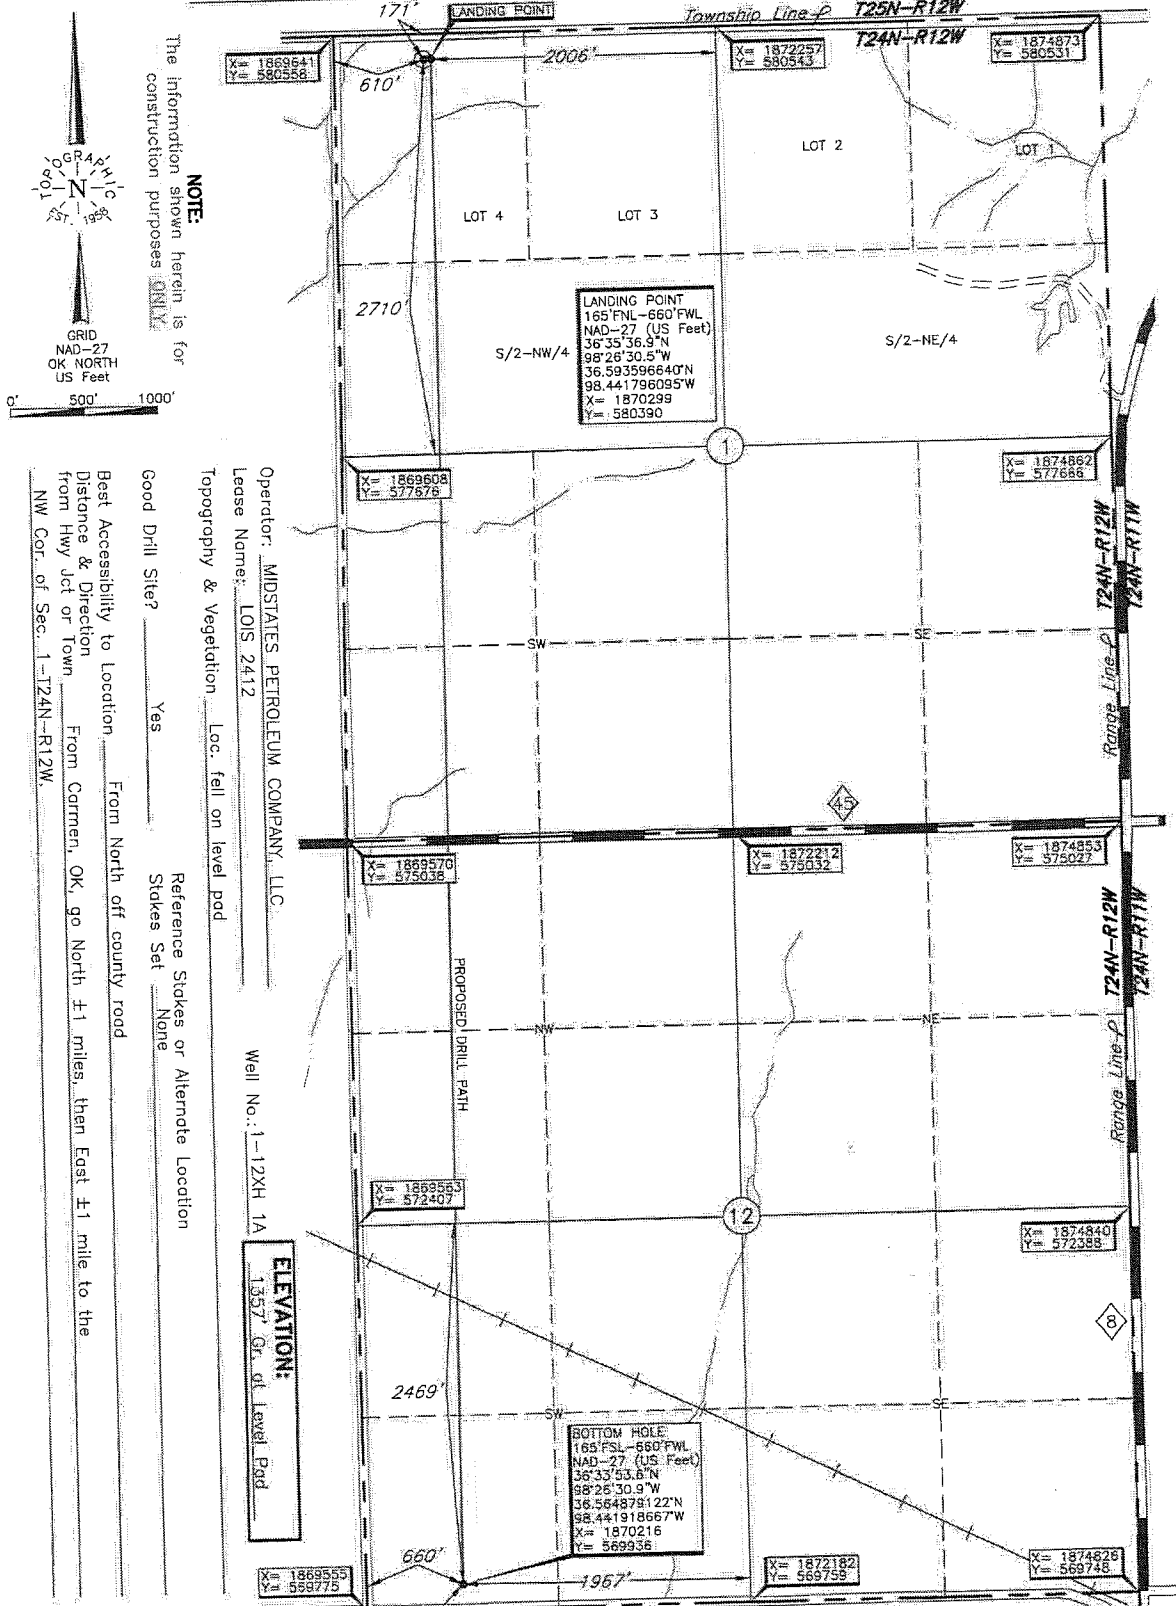 171'
LANDING POINT
Township Line
T25N-R12W
T24N-R12W
X= 1869641
Y= 580558
610'
2006'
X= 1872257
Y= 580543
X= 1874873
Y= 580531
LOT 4
LOT 3
LOT 2
LOT 1
2710'
S/2-NW/4
LANDING POINT
165'FNL-660'FWL
NAD-27 (US Feet)
36°35'36.9"N
98°26'30.5"W
36.593596640°N
98.441796095°W
X= 1870299
Y= 580390
S/2-NE/4
TOPOGRAPHIC
N
EST. 1958
GRID
NAD-27
OK NORTH
US Feet
0' 500' 1000'
NOTE:
The information shown herein is for
construction purposes ONLY.
1
X= 1869608
Y= 577676
X= 1874862
Y= 577666
T24N-R12W
T24N-R11W
SW
SE
Range Line
45
X= 1869570
Y= 575038
X= 1872212
Y= 575032
X= 1874853
Y= 575027
T24N-R12W
T24N-R11W
PROPOSED DRILL PATH
NW
NE
Range Line
X= 1869563
Y= 572407
12
X= 1874840
Y= 572388
8
2469'
SW
SE
BOTTOM HOLE
165'FSL-660'FWL
NAD-27 (US Feet)
36°33'53.6"N
98°26'30.9"W
36.564879122°N
98.441918667°W
X= 1870216
Y= 569936
660'
1967'
X= 1869555
Y= 569775
X= 1872182
Y= 569759
X= 1874826
Y= 569748
Operator: MIDSTATES PETROLEUM COMPANY, LLC
Lease Name: LOIS 2412
Well No.: 1-12XH 1A
ELEVATION:
1357' Gr. at Level Pad
Topography & Vegetation Loc. fell on level pad
Good Drill Site? Yes
Reference Stakes or Alternate Location
Stakes Set None
Best Accessibility to Location From North off county road
Distance & Direction
from Hwy Jct or Town From Carmen, OK, go North ±1 miles, then East ±1 mile to the
NW Cor. of Sec. 1-T24N-R12W.